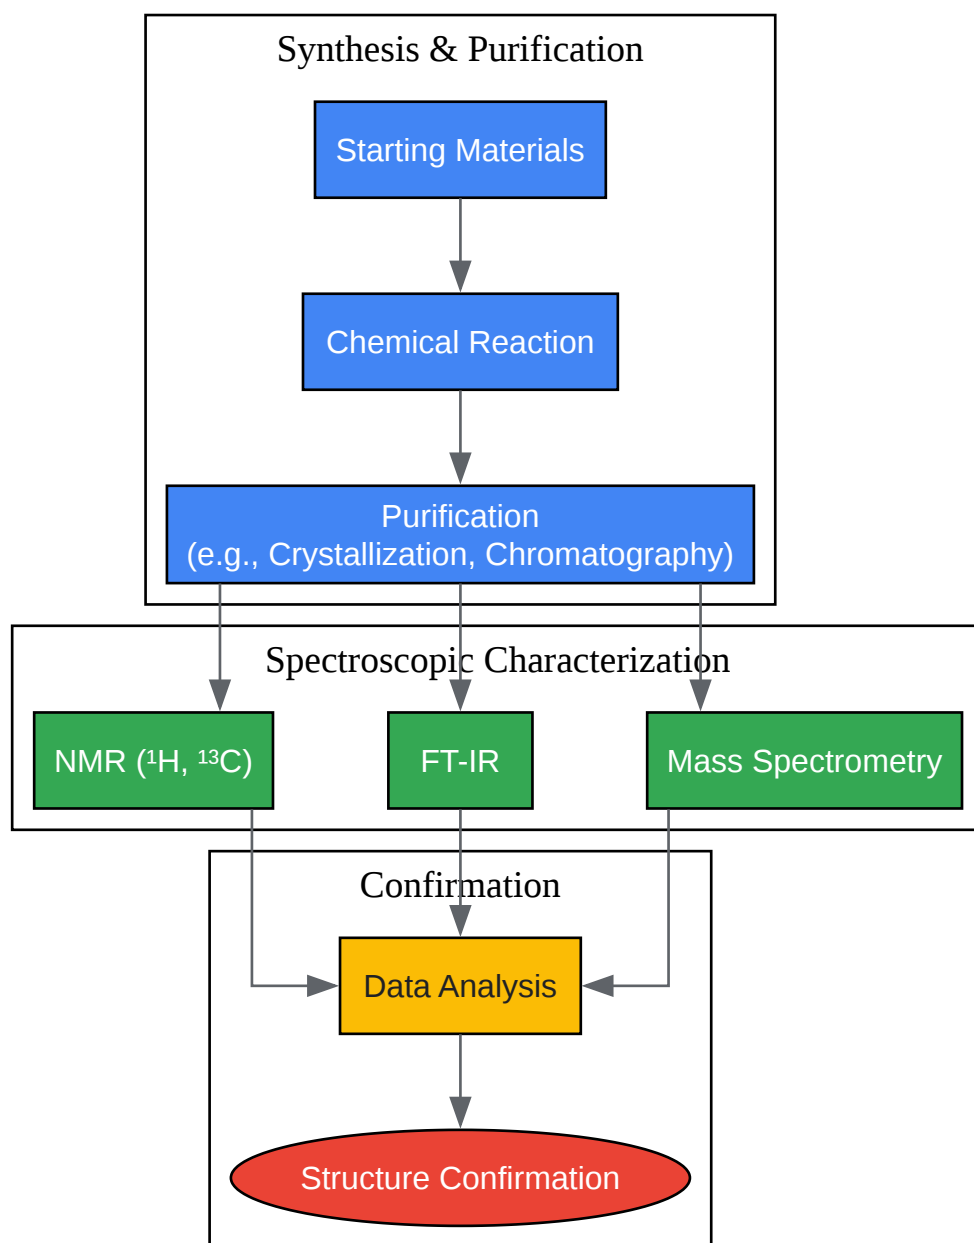 Synthesis & Purification
Starting Materials
Chemical Reaction
Purification
(e.g., Crystallization, Chromatography)
Spectroscopic Characterization
NMR (¹H, ¹³C)
FT-IR
Mass Spectrometry
Confirmation
Data Analysis
Structure Confirmation